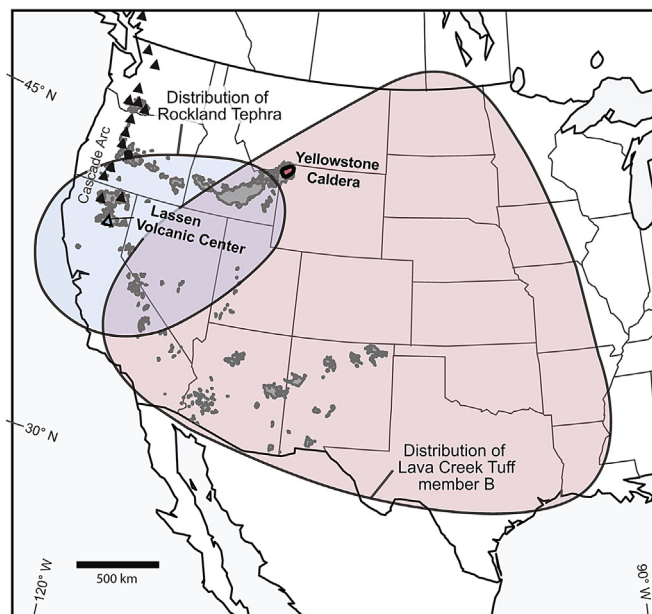 45° N
Distribution of
Rockland Tephra
Cascade Arc
Yellowstone
Caldera
Lassen
Volcanic Center
30° N
Distribution of
Lava Creek Tuff
member B
500 km
120° W
90° W